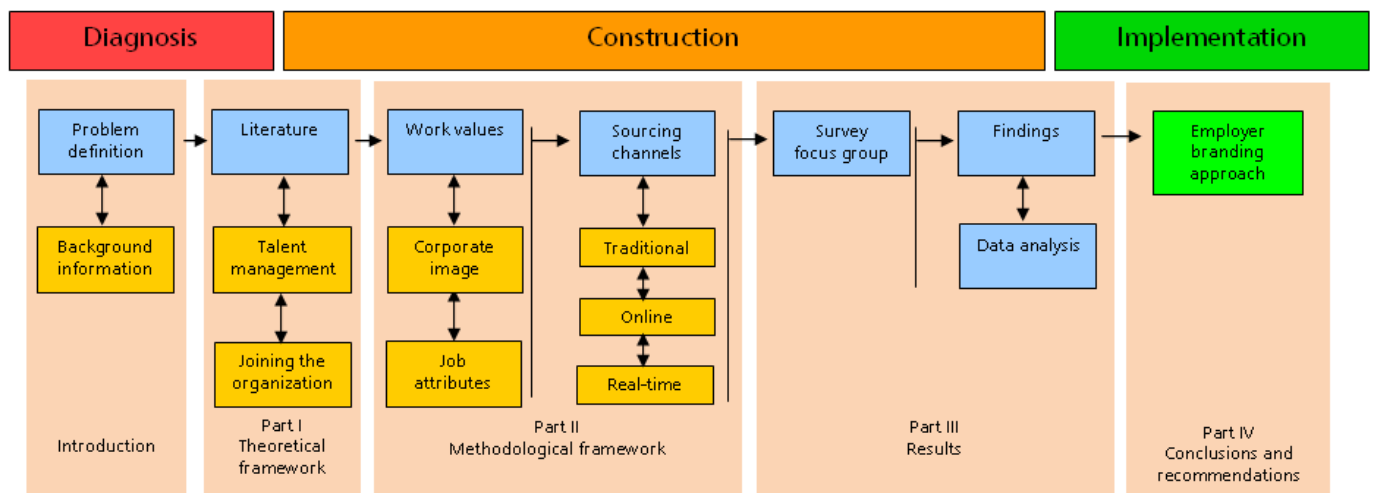 Diagnosis
Construction
Implementation
Problem
definition
Background
information
Introduction
Literature
Talent
management
Joining the
organization
Part I
Theoretical
framework
Work values
Corporate
image
Job
attributes
Sourcing
channels
Traditional
Online
Real-time
Part II
Methodological framework
Survey
focus group
Findings
Data analysis
Part III
Results
Employer
branding
approach
Part IV
Conclusions and
recommendations